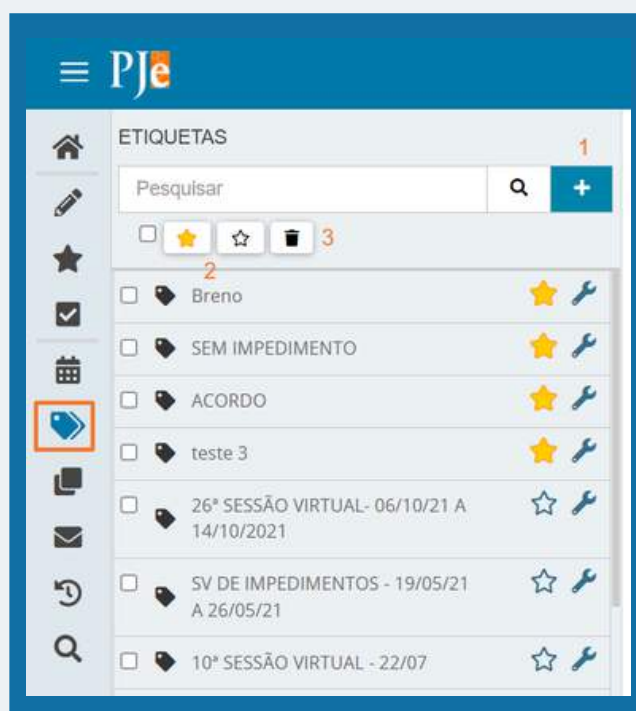 PJe
ETIQUETAS
1
Pesquisar
3
2
Breno
SEM IMPEDIMENTO
ACORDO
teste 3
26ª SESSÃO VIRTUAL- 06/10/21 A
14/10/2021
SV DE IMPEDIMENTOS - 19/05/21
A 26/05/21
10ª SESSÃO VIRTUAL - 22/07